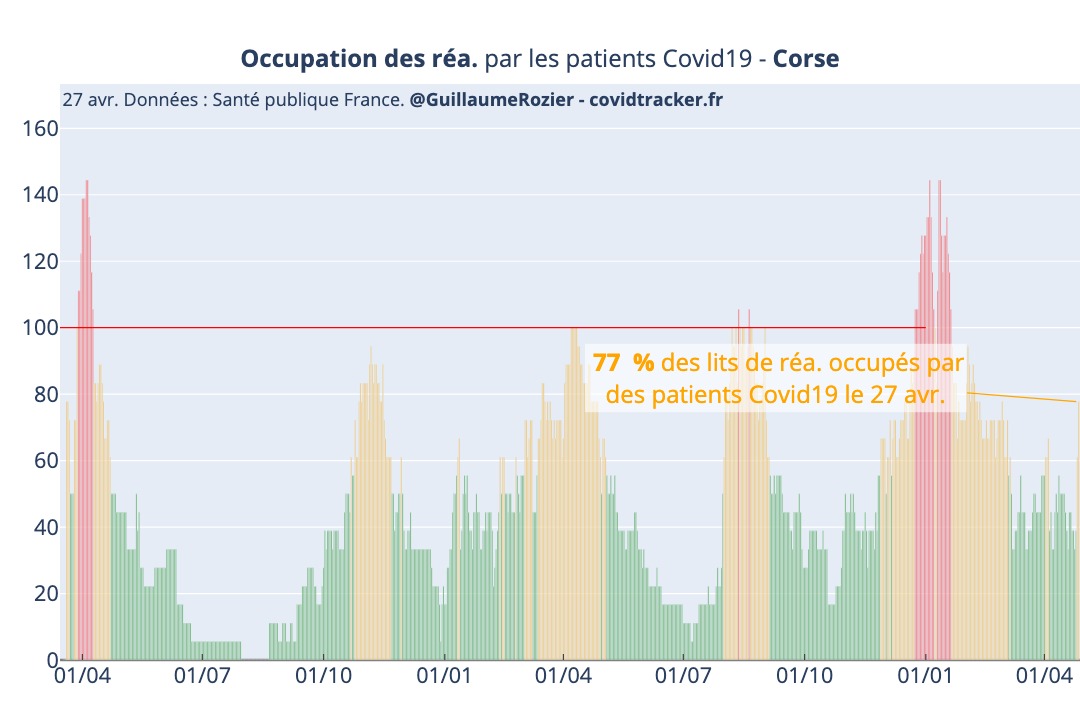 Occupation des réa. par les patients Covid19 - Corse
27 avr. Données : Santé publique France. @GuillaumeRozier - covidtracker.fr
160
140
120
100
80
60
40
20
0
77 % des lits de réa. occupés par
des patients Covid19 le 27 avr.
01/04 01/07 01/10 01/01 01/04 01/07 01/10 01/01 01/04